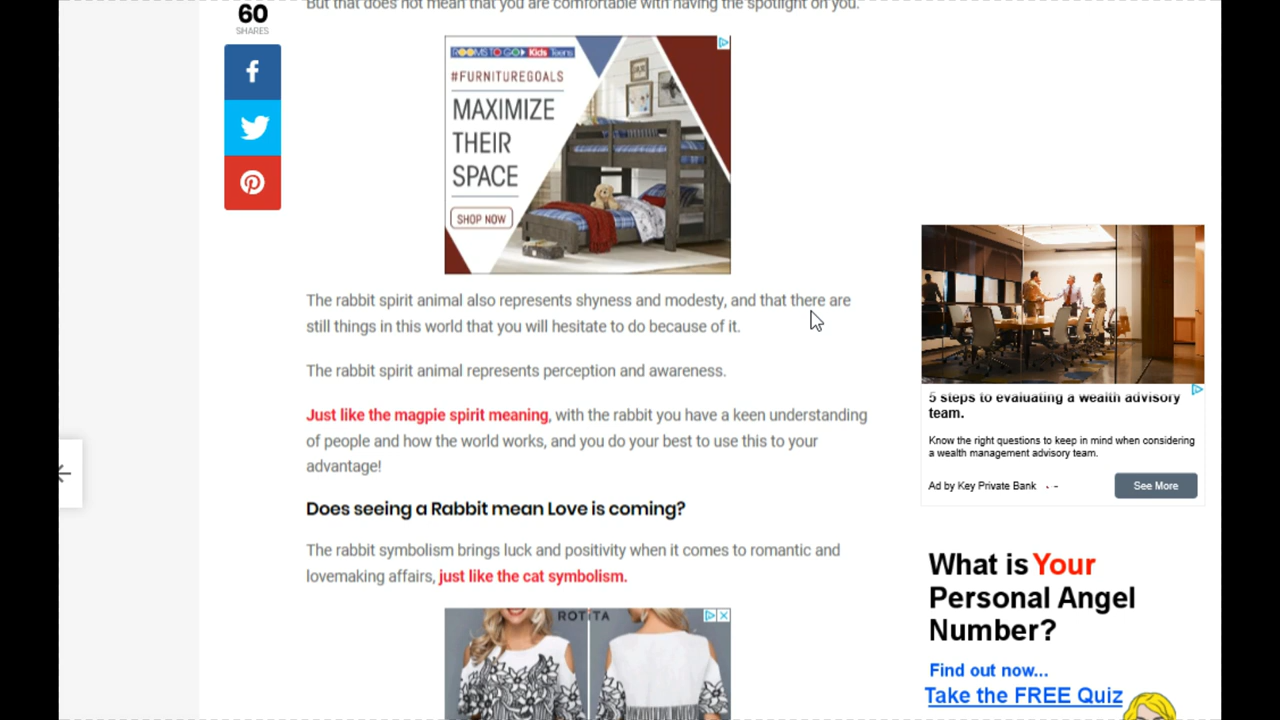 But that does not mean that you are comfortable with having the spotlight on you.
60
SHARES
ROOMS TO GO Kids Teens
#FURNITUREGOALS
MAXIMIZE
THEIR
SPACE
SHOP NOW
The rabbit spirit animal also represents shyness and modesty, and that there are
still things in this world that you will hesitate to do because of it.
The rabbit spirit animal represents perception and awareness.
Just like the magpie spirit meaning, with the rabbit you have a keen understanding
of people and how the world works, and you do your best to use this to your
advantage!
Does seeing a Rabbit mean Love is coming?
The rabbit symbolism brings luck and positivity when it comes to romantic and
lovemaking affairs, just like the cat symbolism.
ROTITA
5 steps to evaluating a wealth advisory
team.
Know the right questions to keep in mind when considering
a wealth management advisory team.
Ad by Key Private Bank
See More
What is Your
Personal Angel
Number?
Find out now...
Take the FREE Quiz